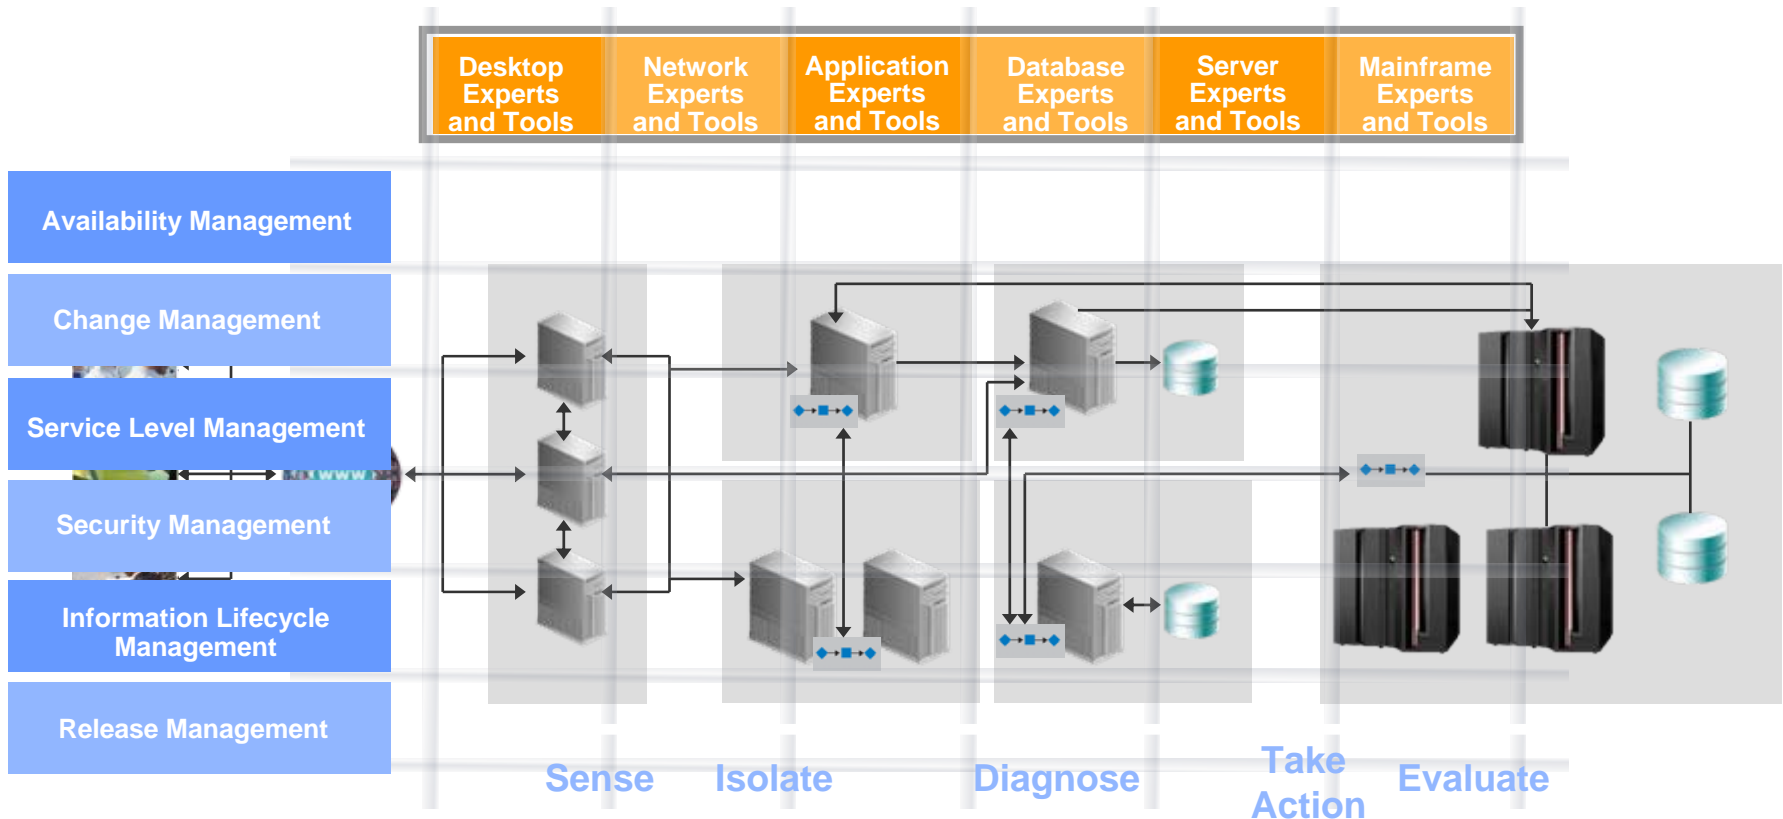 Desktop
Experts
and Tools
Network
Experts
and Tools
Application
Experts
and Tools
Database
Experts
and Tools
Server
Experts
and Tools
Mainframe
Experts
and Tools
Availability Management
Change Management
Service Level Management
WWW
Security Management
Information Lifecycle
Management
Release Management
Sense
Isolate
Diagnose
Take
Action
Evaluate